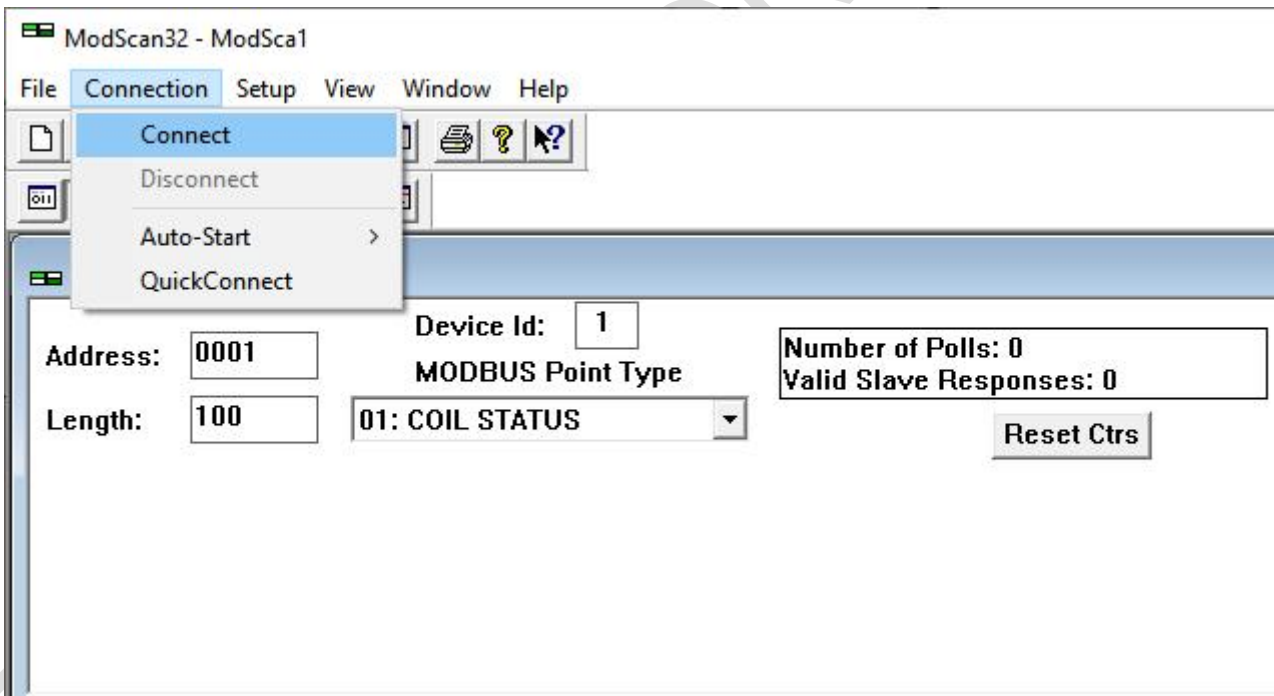 ModScan32 - ModSca1
File Connection Setup View Window Help
Connect
Disconnect
Auto-Start >
QuickConnect
Device Id: 1
Address: 0001
MODBUS Point Type
Number of Polls: 0
Valid Slave Responses: 0
Length: 100
01: COIL STATUS
Reset Ctrs